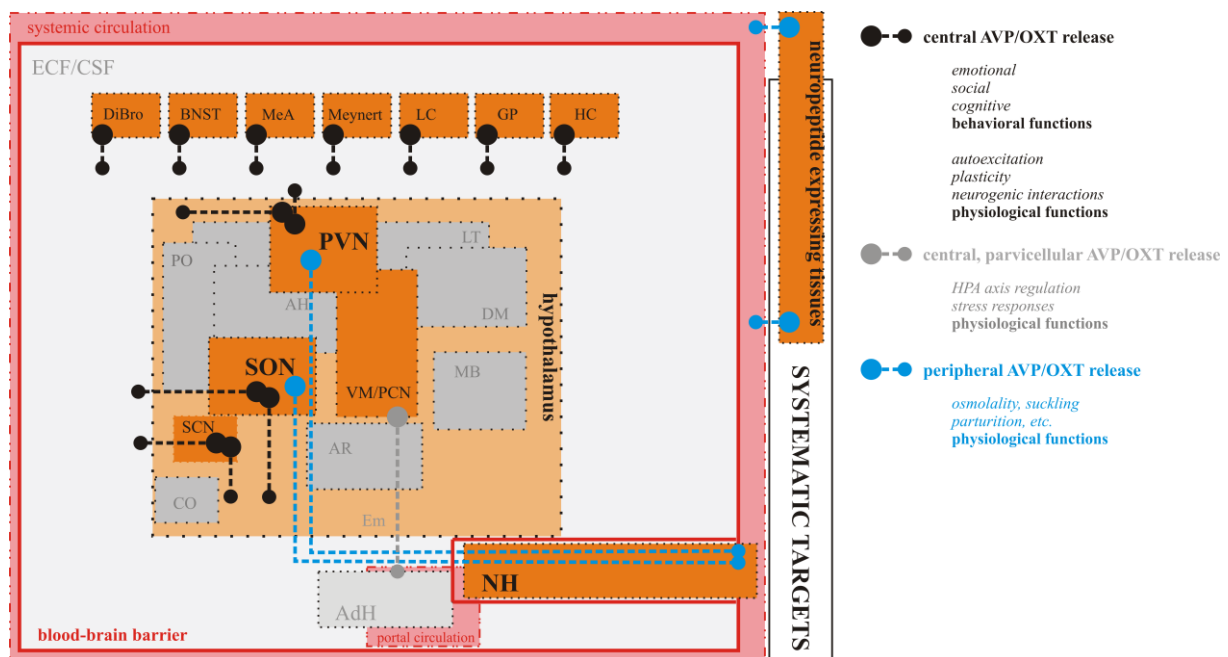 systemic circulation
ECF/CSF
DiBro
BNST
MeA
Meynert
LC
GP
HC
PVN
LT
PO
AH
DM
SON
VM/PCN
MB
SCN
AR
CO
Em
hypothalamus
NH
AdH
portal circulation
blood-brain barrier
neuropeptide expressing tissues
SYSTEMATIC TARGETS
central AVP/OXT release
emotional
social
cognitive
behavioral functions
autoexcitation
plasticity
neurogenic interactions
physiological functions
central, parvicellular AVP/OXT release
HPA axis regulation
stress responses
physiological functions
peripheral AVP/OXT release
osmolality, suckling
parturition, etc.
physiological functions